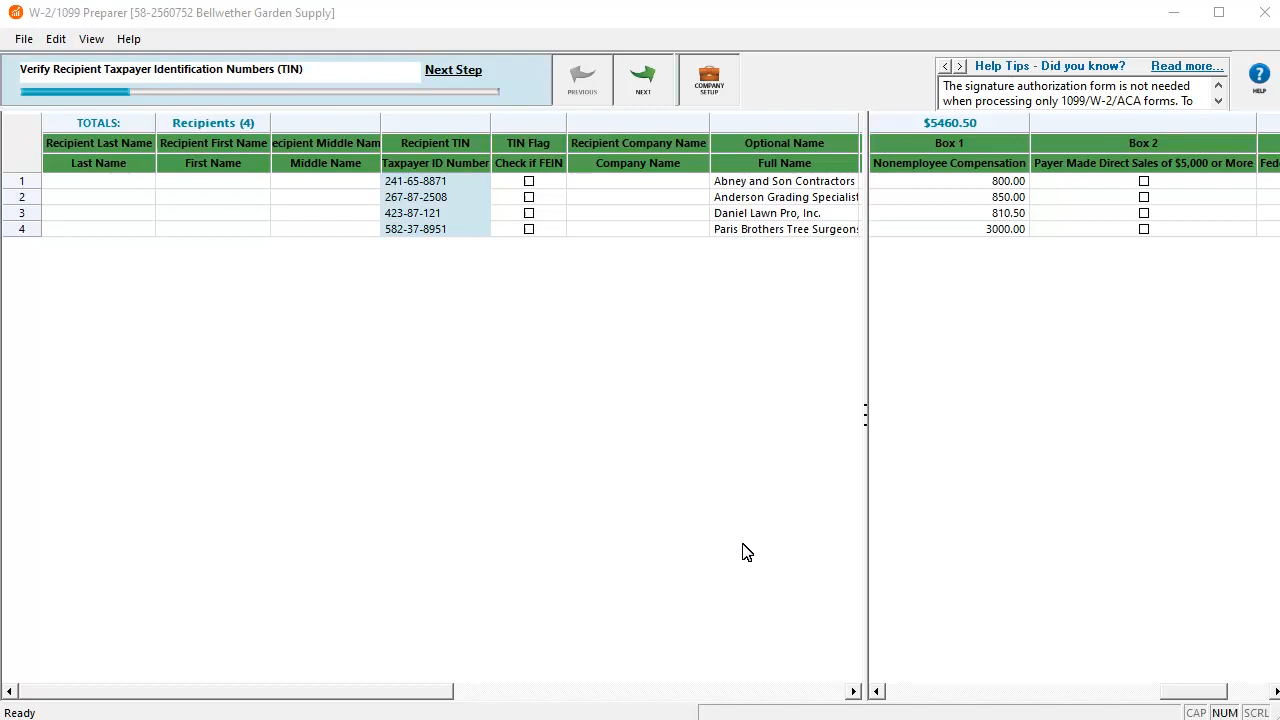 W-2/1099 Preparer [58-2560752 Bellwether Garden Supply]
File Edit View Help
Verify Recipient Taxpayer Identification Numbers (TIN) Next Step
PREVIOUS
NEXT
COMPANY SETUP
Help Tips - Did you know? Read more...
The signature authorization form is not needed
when processing only 1099/W-2/ACA forms. To
HELP
TOTALS: Recipients (4) $5460.50
Recipient Last Name Recipient First Name ecipient Middle Nam Recipient TIN TIN Flag Recipient Company Name Optional Name Box 1 Box 2
Last Name First Name Middle Name Taxpayer ID Number Check if FEIN Company Name Full Name Nonemployee Compensation Payer Made Direct Sales of $5,000 or More Fed
1 241-65-8871 Abney and Son Contractors 800.00
2 267-87-2508 Anderson Grading Specialist 850.00
3 423-87-121 Daniel Lawn Pro, Inc. 810.50
4 582-37-8951 Paris Brothers Tree Surgeons 3000.00
Ready CAP NUM SCRL